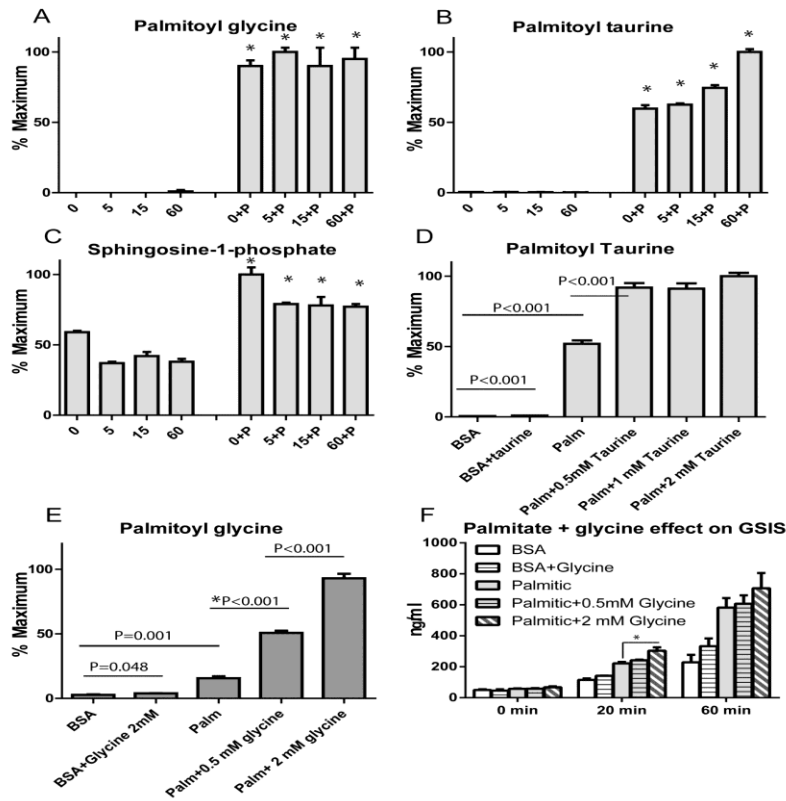 A
Palmitoyl glycine
% Maximum
100
50
0
0
5
15
60
0+P
5+P
15+P
60+P
*
*
*
*
B
Palmitoyl taurine
% Maximum
100
50
0
0
5
15
60
0+P
5+P
15+P
60+P
*
*
*
*
C
Sphingosine-1-phosphate
% Maximum
100
50
0
0
5
15
60
0+P
5+P
15+P
60+P
*
*
*
*
D
Palmitoyl Taurine
% Maximum
100
50
0
P<0.001
P<0.001
P<0.001
BSA
BSA+taurine
Palm
Palm+0.5mM Taurine
Palm+1 mM Taurine
Palm+2 mM Taurine
E
Palmitoyl glycine
% Maximum
100
50
0
P<0.001
*P<0.001
P=0.001
P=0.048
BSA
BSA+Glycine 2mM
Palm
Palm+0.5 mM glycine
Palm+ 2 mM glycine
F
Palmitate + glycine effect on GSIS
ng/ml
1000
800
600
400
200
0
BSA
BSA+Glycine
Palmitic
Palmitic+0.5mM Glycine
Palmitic+2 mM Glycine
*
0 min
20 min
60 min